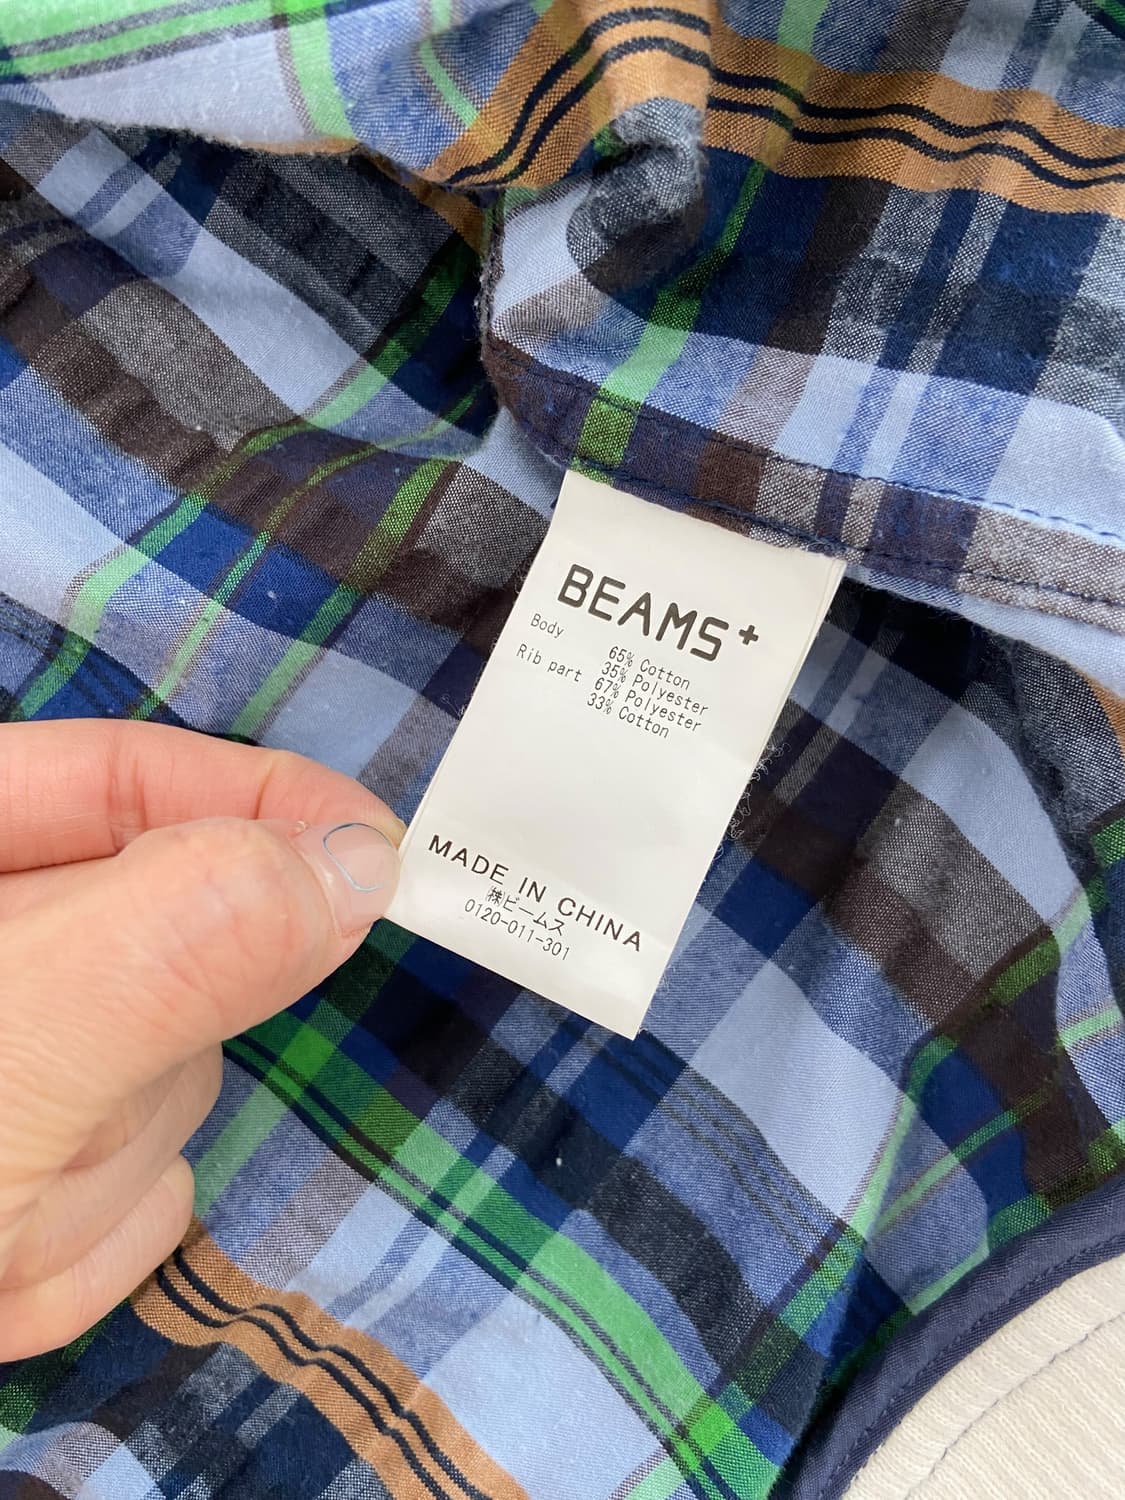 BEAMS+
Body 65% Cotton
35% Polyester
Rib part 67% Polyester
33% Cotton
MADE IN CHINA
㈱ビームス
0120-011-301